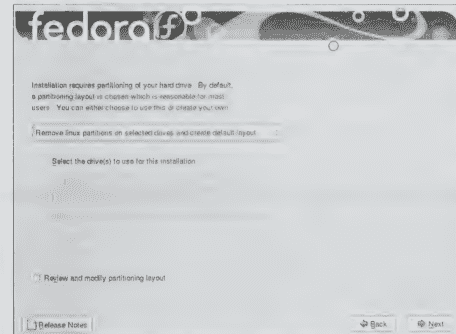 fedora
Installation requires partitioning of your hard drive. By default,
a partitioning layout is chosen which is reasonable for most
users. You can either choose to use this or create your own.
Remove linux partitions on selected drives and create default layout.
Select the drive(s) to use for this installation.
Review and modify partitioning layout
Release Notes
Back
Next